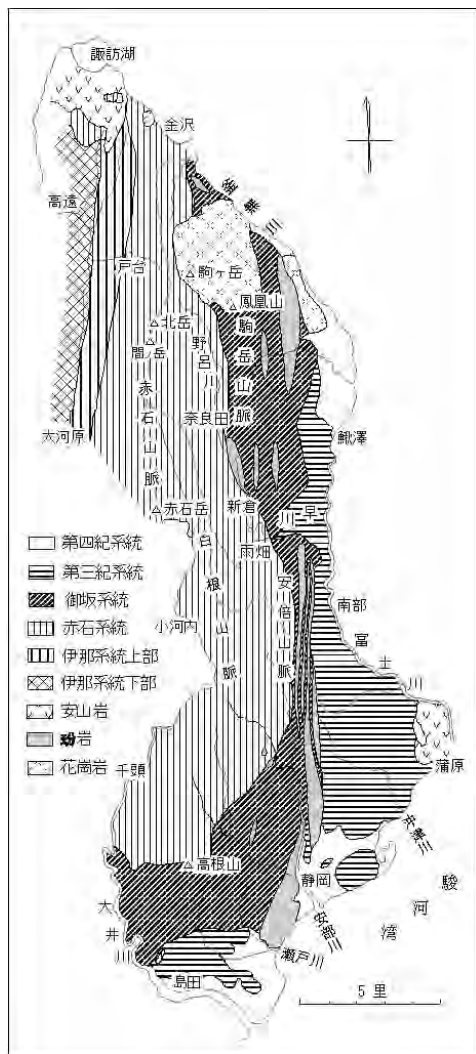 諏訪湖
金沢
釜無川
高遠
戸台
駒ヶ岳
鳳凰山
北岳
間ノ岳
野呂川
駒岳山脈
赤石山脈
奈良田
大河原
鰍澤
赤石岳
新倉
早川
白根山脈
雨畑
安倍山脈
第四紀系統
第三紀系統
御坂系統
赤石系統
伊那系統上部
伊那系統下部
安山岩
岩
花崗岩
小河内
南部
富士川
千頭
蒲原
高根山
静岡
駿河湾
安部川
大井川
瀬戸川
島田
5 里